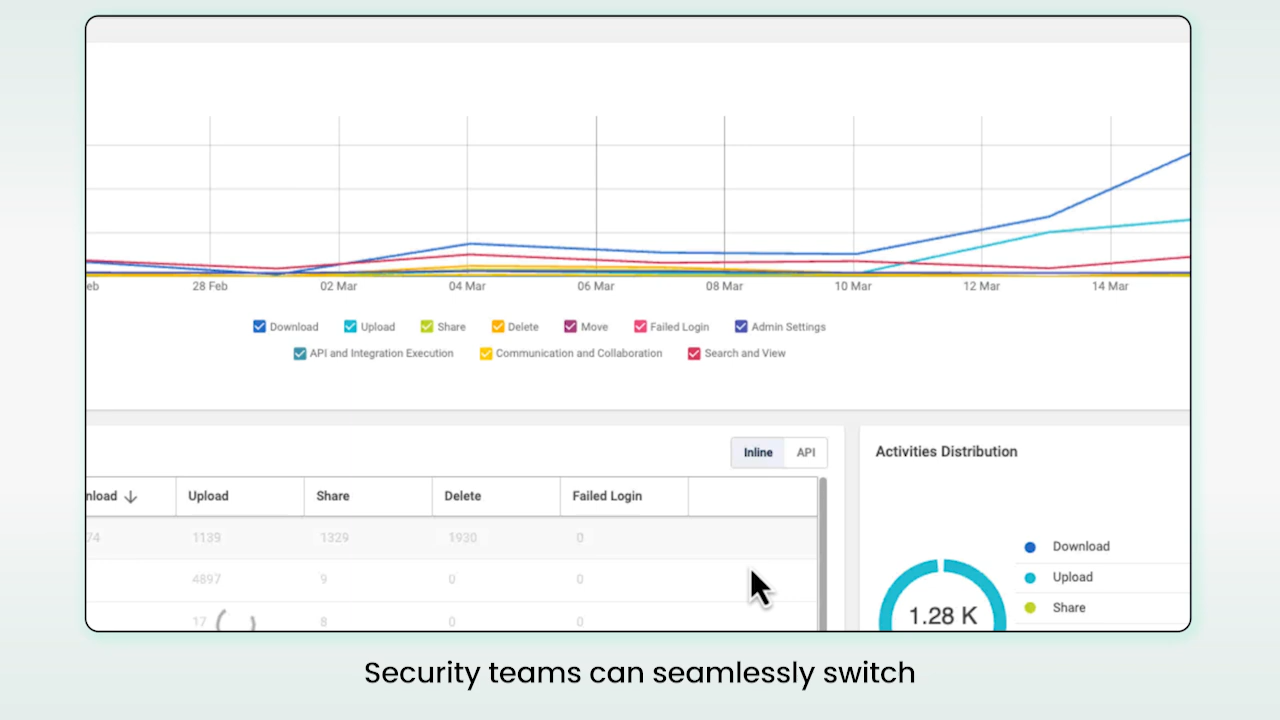 eb 28 Feb 02 Mar 04 Mar 06 Mar 08 Mar 10 Mar 12 Mar 14 Mar
Download Upload Share Delete Move Failed Login Admin Settings
API and Integration Execution Communication and Collaboration Search and View
Inline API
Activities Distribution
nload Upload Share Delete Failed Login
74 1139 1329 1930 0
4897 9 0 0
17 8 0 0
Download
Upload
Share
1.28 K
Security teams can seamlessly switch